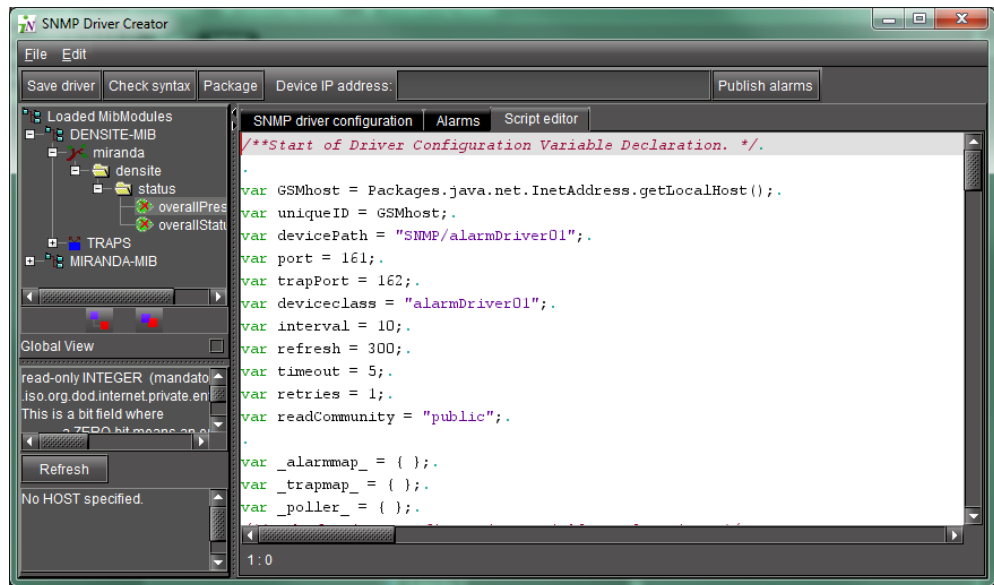 SNMP Driver Creator
File Edit
Save driver Check syntax Package Device IP address: Publish alarms
Loaded MibModules
DENSITE-MIB
miranda
densite
status
overallPres
overallStatu
TRAPS
MIRANDA-MIB
Global View
read-only INTEGER (mandato
.iso.org.dod.internet.private.en
This is a bit field where
a ZERO bit means an
Refresh
No HOST specified.
SNMP driver configuration Alarms Script editor
/**Start of Driver Configuration Variable Declaration. */.
.
var GSMhost = Packages.java.net.InetAddress.getLocalHost();.
var uniqueID = GSMhost;.
var devicePath = "SNMP/alarmDriver01";.
var port = 161;.
var trapPort = 162;.
var deviceclass = "alarmDriver01";.
var interval = 10;.
var refresh = 300;.
var timeout = 5;.
var retries = 1;.
var readCommunity = "public";.
.
var _alarmmap_ = { };.
var _trapmap_ = { };.
var _poller_ = { };.
1:0